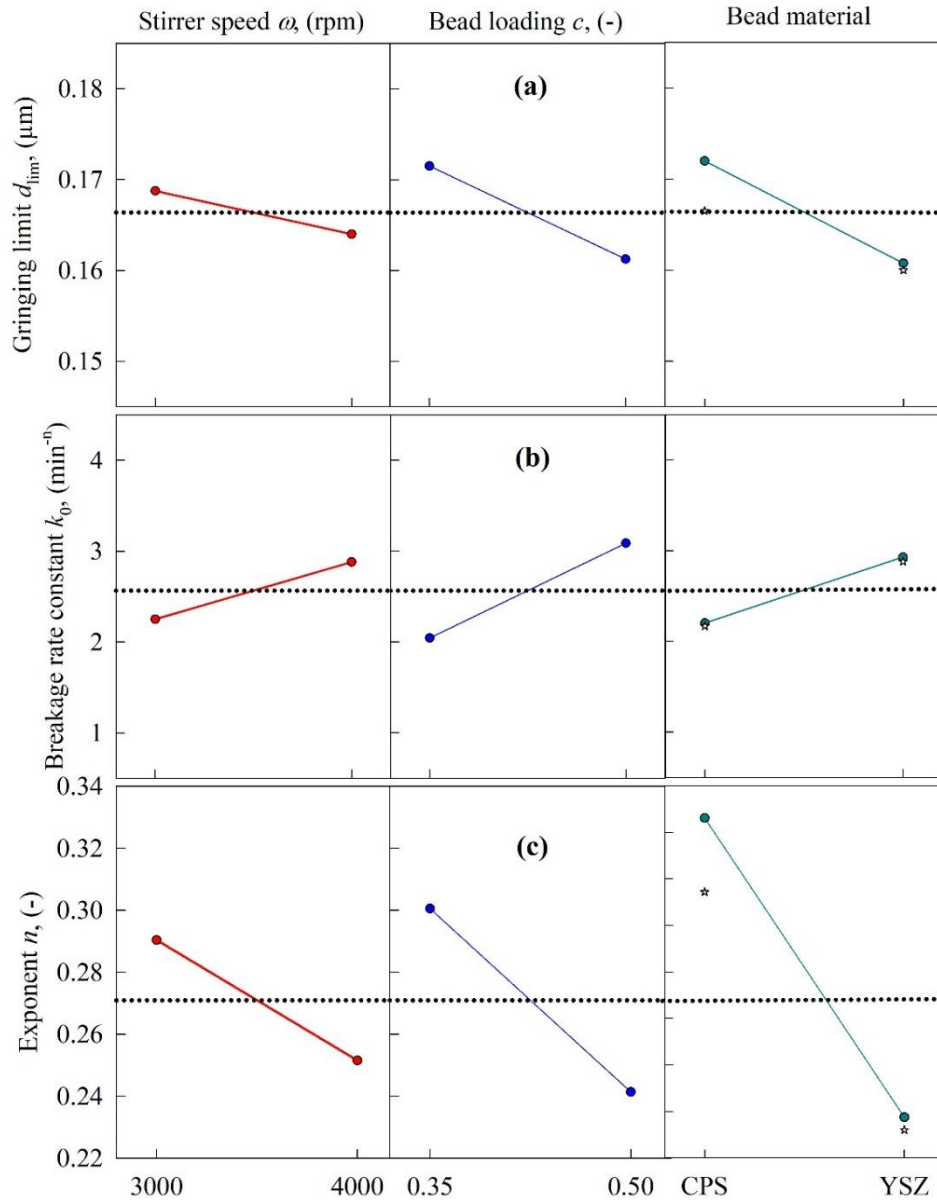 Stirrer speed ω, (rpm)
Bead loading c, (-)
Bead material
(a)
Gringing limit d_lim, (µm)
0.18
0.17
0.16
0.15
(b)
Breakage rate constant k₀, (min⁻ⁿ)
4
3
2
1
(c)
Exponent n, (-)
0.34
0.32
0.30
0.28
0.26
0.24
0.22
3000
4000
0.35
0.50
CPS
YSZ